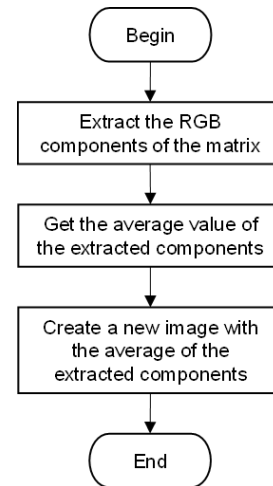 Begin
Extract the RGB
components of the matrix
Get the average value of
the extracted components
Create a new image with
the average of the
extracted components
End